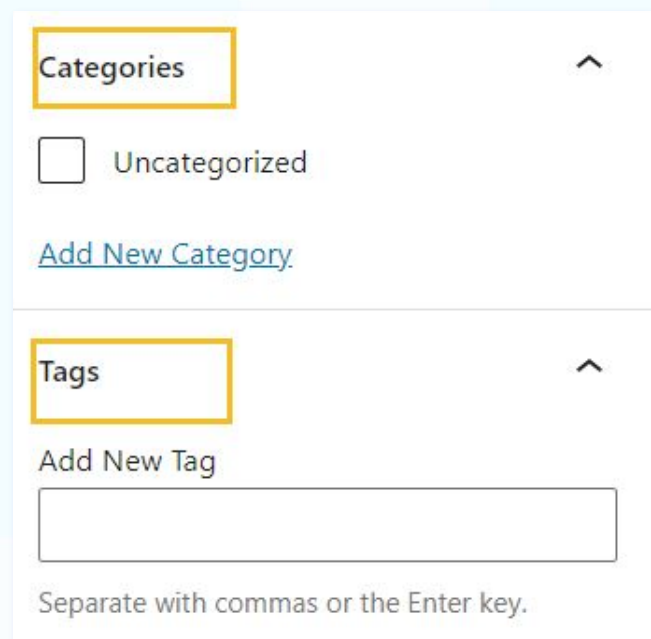 Categories
Uncategorized
Add New Category
Tags
Add New Tag
Separate with commas or the Enter key.